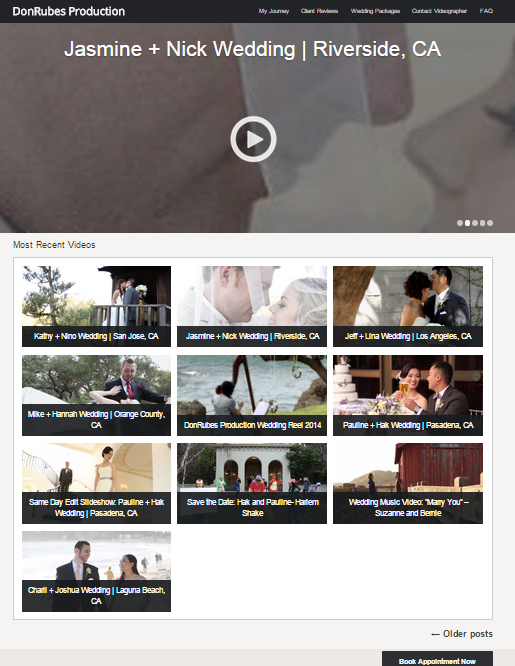 DonRubes Production
My Journey Client Reviews Wedding Packages Contact Videographer FAQ
Jasmine + Nick Wedding | Riverside, CA
Most Recent Videos
Kathy + Nino Wedding | San Jose, CA
Jasmine + Nick Wedding | Riverside, CA
Jeff + Lina Wedding | Los Angeles, CA
Mike + Hannah Wedding | Orange County,
CA
DonRubes Production Wedding Reel 2014
Pauline + Hak Wedding | Pasadena, CA
Same Day Edit Slideshow: Pauline + Hak
Wedding | Pasadena, CA
Save the Date: Hak and Pauline- Harlem
Shake
Wedding Music Video: "Marry You" –
Suzanne and Bernie
Charli + Joshua Wedding | Laguna Beach,
CA
← Older posts
Book Appointment Now